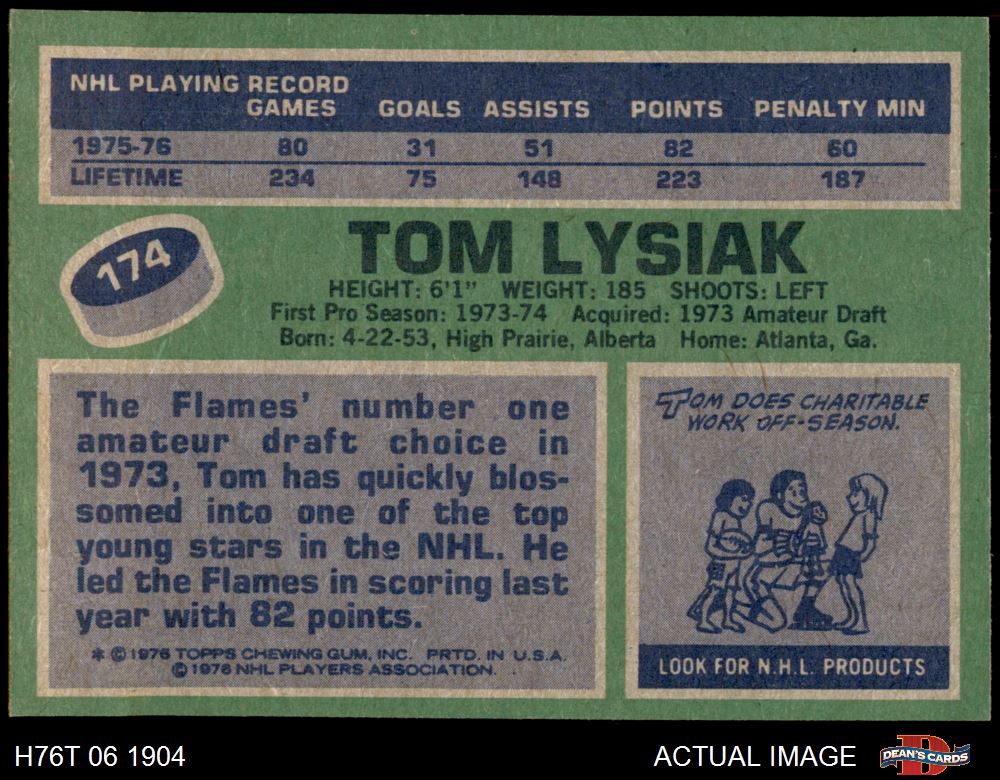 NHL PLAYING RECORD
GAMES GOALS ASSISTS POINTS PENALTY MIN
1975-76 80 31 51 82 60
LIFETIME 234 75 148 223 187
174
TOM LYSIAK
HEIGHT: 6'1" WEIGHT: 185 SHOOTS: LEFT
First Pro Season: 1973-74 Acquired: 1973 Amateur Draft
Born: 4-22-53, High Prairie, Alberta Home: Atlanta, Ga.
The Flames' number one
amateur draft choice in
1973, Tom has quickly blos-
somed into one of the top
young stars in the NHL. He
led the Flames in scoring last
year with 82 points.
* © 1976 TOPPS CHEWING GUM, INC. PRTD. IN U.S.A.
© 1976 NHL PLAYERS ASSOCIATION.
TOM DOES CHARITABLE
WORK OFF-SEASON.
LOOK FOR N.H.L. PRODUCTS
H76T 06 1904
ACTUAL IMAGE
D
DEAN'S CARDS